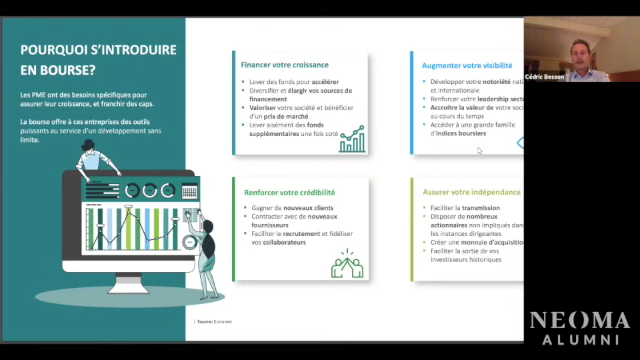 POURQUOI S'INTRODUIRE
EN BOURSE?
Les PME ont des besoins spécifiques pour
assurer leur croissance, et franchir des caps.
La bourse offre à ces entreprises des outils
puissants au service d'un développement sans
limite.
Financer votre croissance
Lever des fonds pour accélérer
Diversifier et élargir vos sources de
financement
Valoriser votre société et bénéficier
d'un prix de marché
Lever aisément des fonds
supplémentaires une fois coté
Augmenter votre visibilité
Développer votre notoriété
et internationale
Renforcer votre leadership
Accroitre la valeur de votre
au cours du temps
Accéder à une grande famille
d'indices boursiers
Renforcer votre crédibilité
Gagner de nouveaux clients
Contracter avec de nouveaux
fournisseurs
Faciliter le recrutement et fidéliser
vos collaborateurs
Assurer votre indépendance
Faciliter la transmission
Disposer de nombreux
actionnaires non impliqués
les instances dirigeantes
Créer une monnaie
Faciliter la sortie de vos
investisseurs historiques
Source: Euronext
Cédric Besson
NEOMA
ALUMNI